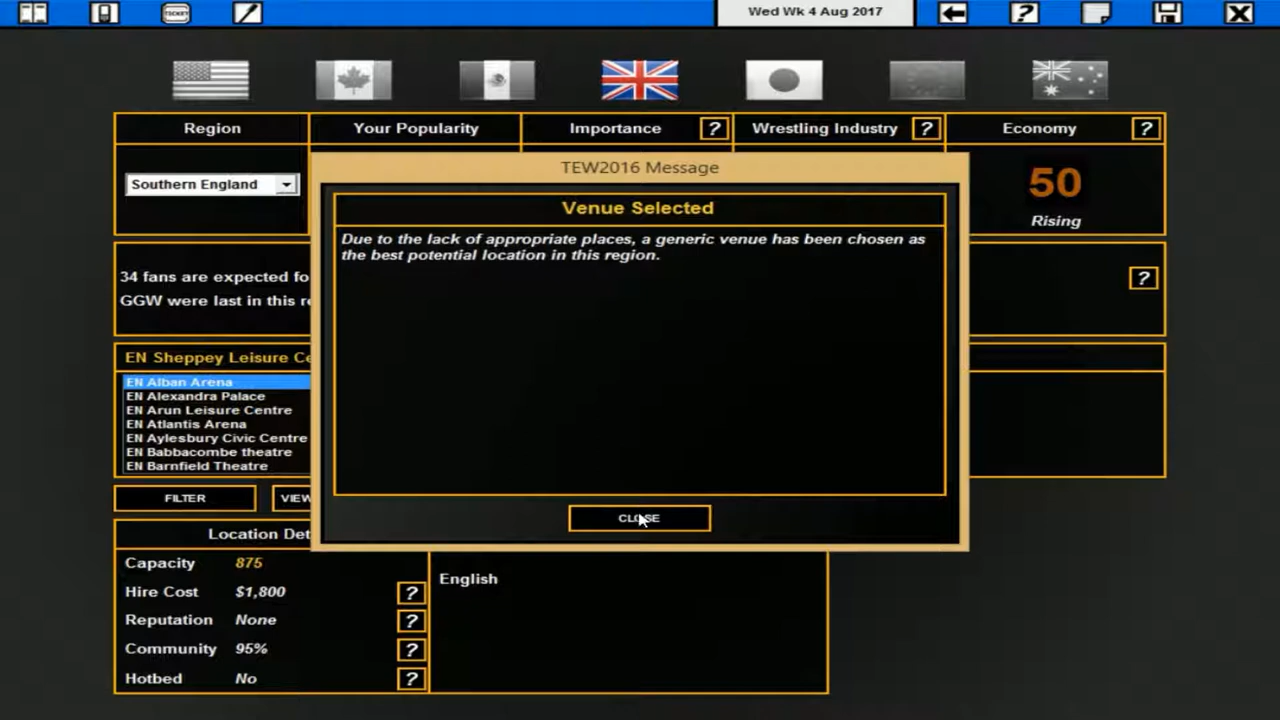 TICKET
Wed Wk 4 Aug 2017
?
Region
Your Popularity
Importance
?
Wrestling Industry
?
Economy
?
Southern England
50
Rising
TEW2016 Message
Venue Selected
Due to the lack of appropriate places, a generic venue has been chosen as
the best potential location in this region.
34 fans are expected fo
GGW were last in this r
?
EN Sheppey Leisure Ce
EN Alban Arena
EN Alexandra Palace
EN Arun Leisure Centre
EN Atlantis Arena
EN Aylesbury Civic Centre
EN Babbacombe theatre
EN Barnfield Theatre
FILTER
VIEW
CLOSE
Location Det
Capacity 875
Hire Cost $1,800 ?
Reputation None ?
Community 95% ?
Hotbed No ?
English